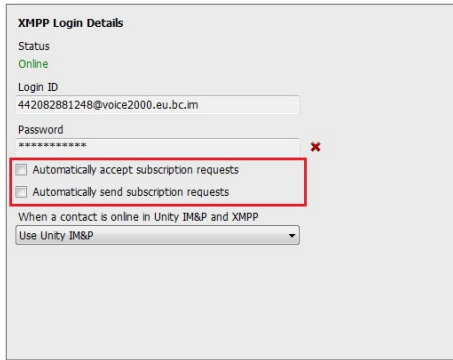 XMPP Login Details
Status
Online
Login ID
442082881248@voice2000.eu.bc.im
Password
***********
Automatically accept subscription requests
Automatically send subscription requests
When a contact is online in Unity IM&P and XMPP
Use Unity IM&P